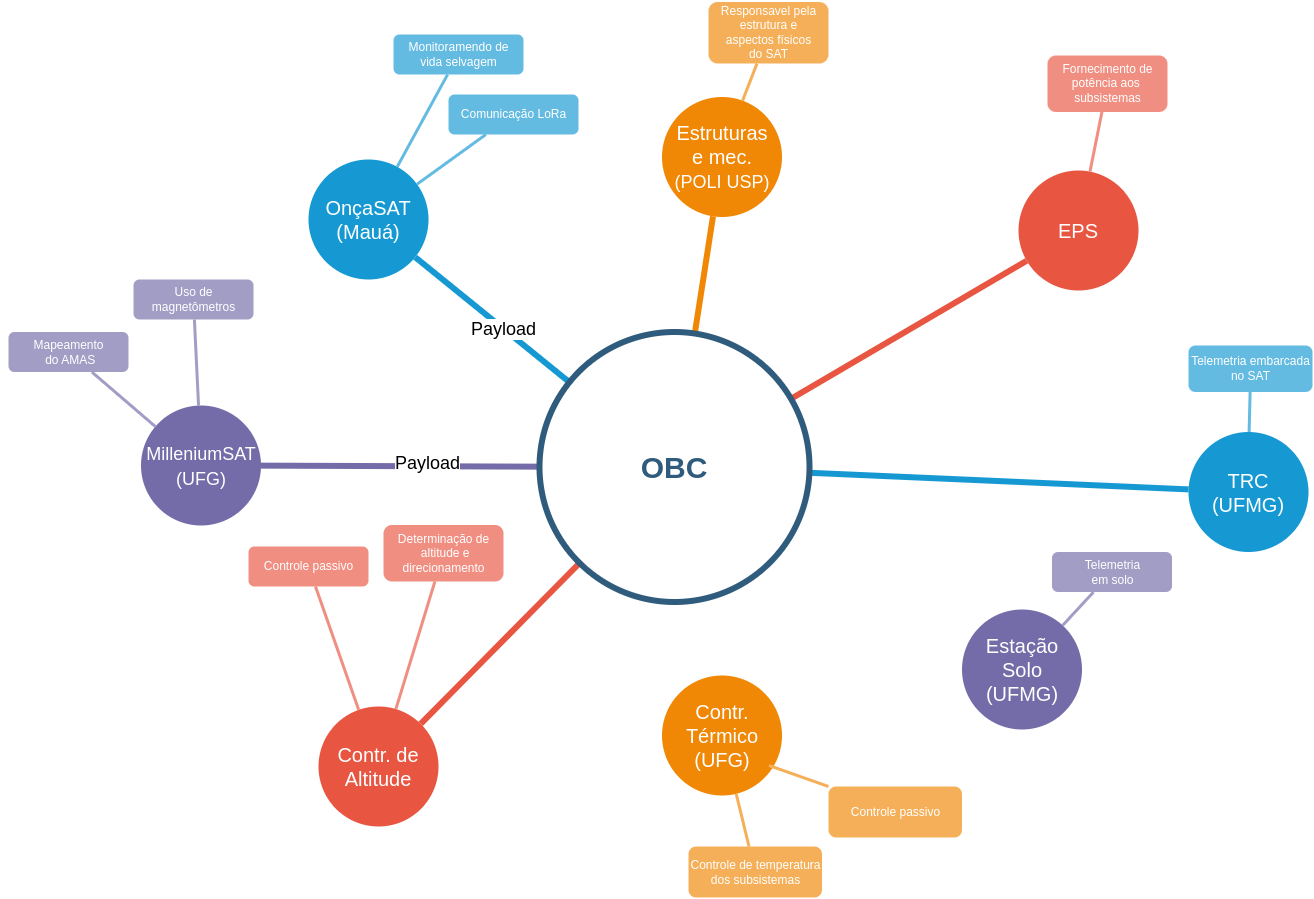 Responsavel pela
estrutura e
aspectos físicos
do SAT
Monitoramendo de
vida selvagem
Comunicação LoRa
Fornecimento de
potência aos
subsistemas
Estruturas
e mec.
(POLI USP)
OnçaSAT
(Mauá)
EPS
Uso de
magnetômetros
Mapeamento
do AMAS
Payload
Telemetria embarcada
no SAT
MilleniumSAT
(UFG)
Payload
OBC
TRC
(UFMG)
Controle passivo
Determinação de
altitude e
direcionamento
Telemetria
em solo
Estação
Solo
(UFMG)
Contr.
Térmico
(UFG)
Contr. de
Altitude
Controle passivo
Controle de temperatura
dos subsistemas